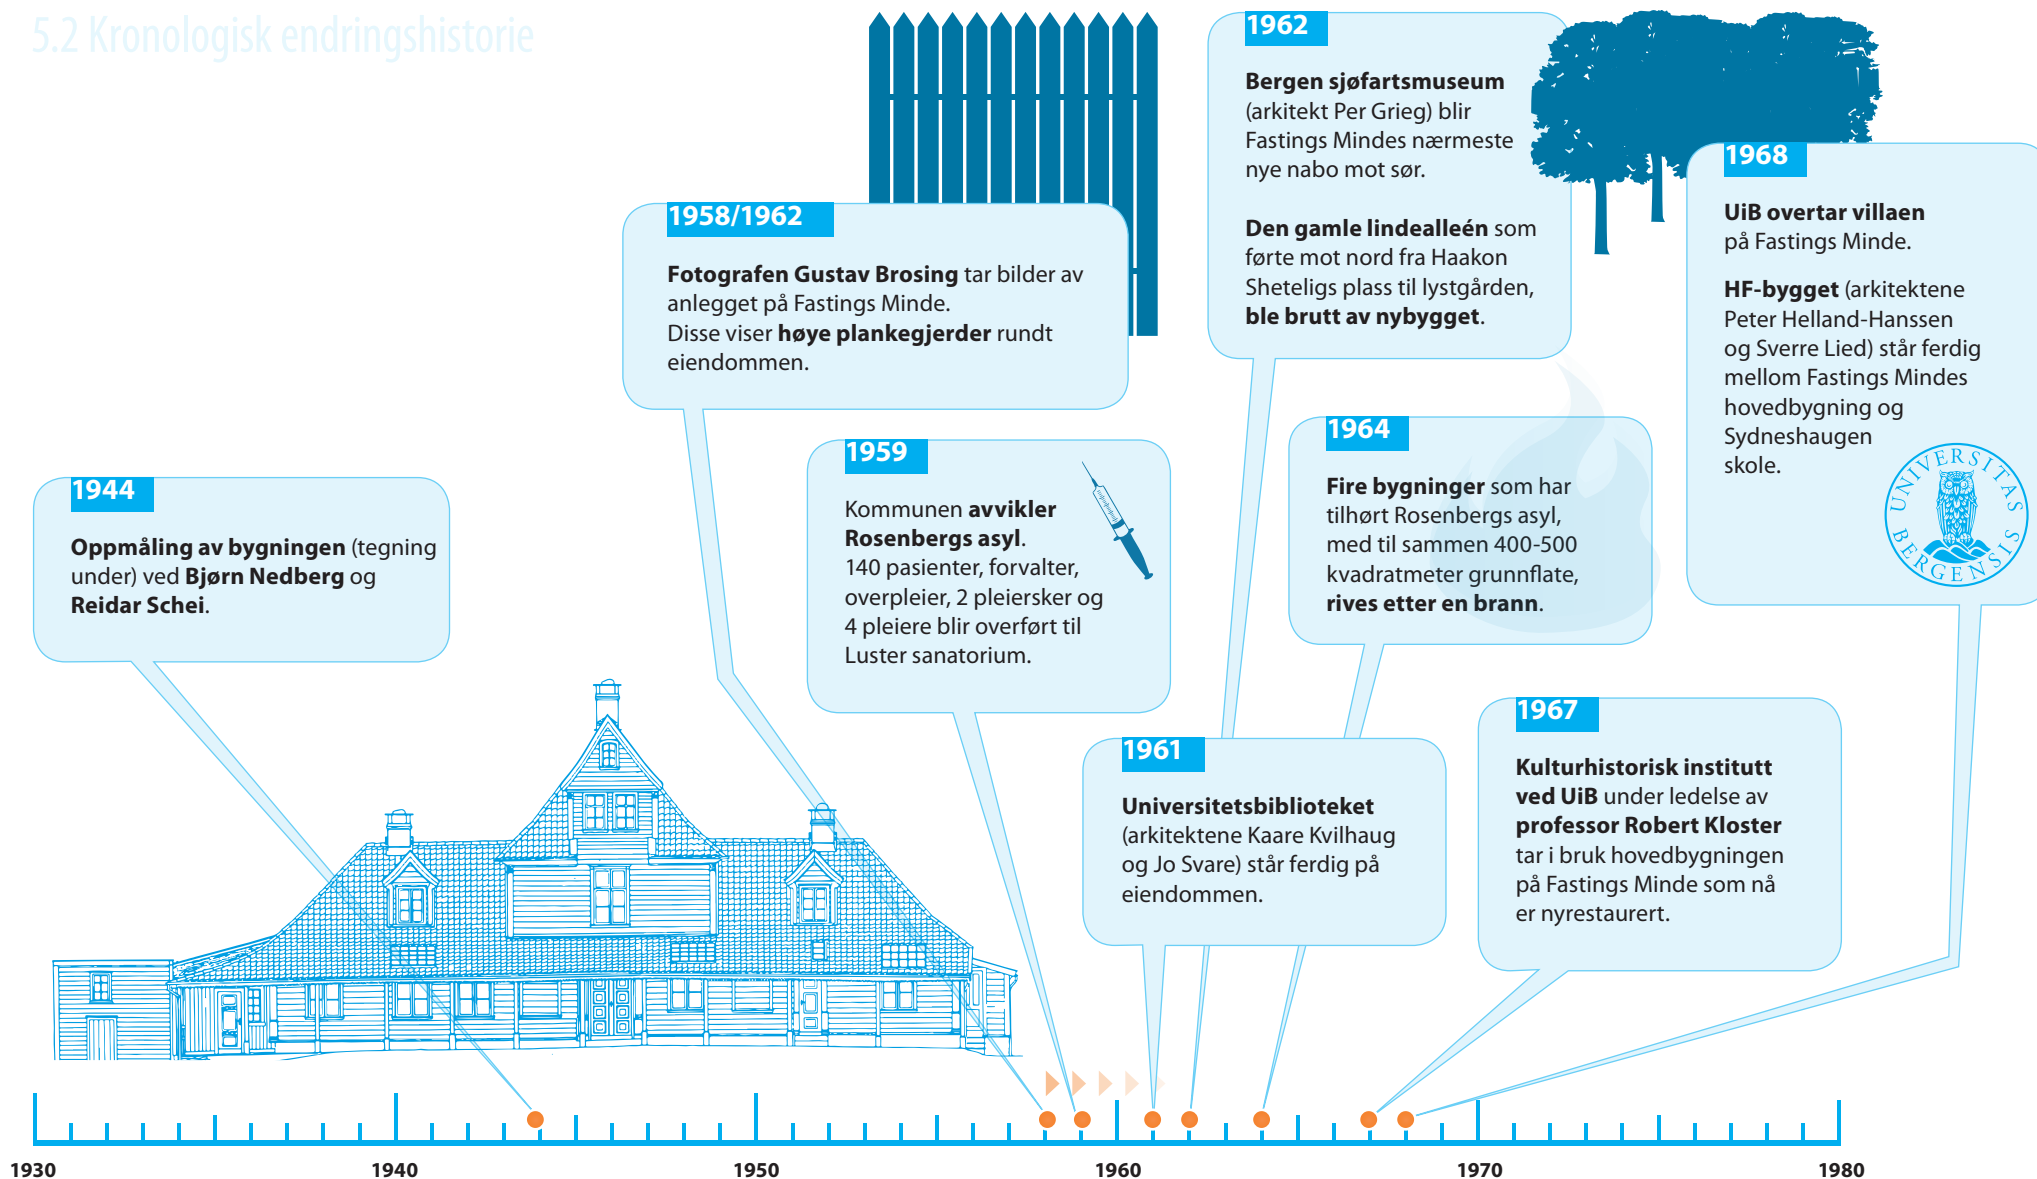 5.2 Kronologisk endringshistorie
1944
Oppmåling av bygningen (tegning
under) ved Bjørn Nedberg og
Reidar Schei.
1958/1962
Fotografen Gustav Brosing tar bilder av
anlegget på Fastings Minde.
Disse viser høye plankegjerder rundt
eiendommen.
1959
Kommunen avvikler
Rosenbergs asyl.
140 pasienter, forvalter,
overpleier, 2 pleiersker og
4 pleiere blir overført til
Luster sanatorium.
1961
Universitetsbiblioteket
(arkitektene Kaare Kvilhaug
og Jo Svare) står ferdig på
eiendommen.
1962
Bergen sjøfartsmuseum
(arkitekt Per Grieg) blir
Fastings Mindes nærmeste
nye nabo mot sør.
Den gamle lindealleén som
førte mot nord fra Haakon
Sheteligs plass til lystgården,
ble brutt av nybygget.
1964
Fire bygninger som har
tilhørt Rosenbergs asyl,
med til sammen 400-500
kvadratmeter grunnflate,
rives etter en brann.
1967
Kulturhistorisk institutt
ved UiB under ledelse av
professor Robert Kloster
tar i bruk hovedbygningen
på Fastings Minde som nå
er nyrestaurert.
1968
UiB overtar villaen
på Fastings Minde.
HF-bygget (arkitektene
Peter Helland-Hanssen
og Sverre Lied) står ferdig
mellom Fastings Mindes
hovedbygning og
Sydneshaugen
skole.
UNIVERSITAS
BERGENSIS
1930 1940 1950 1960 1970 1980